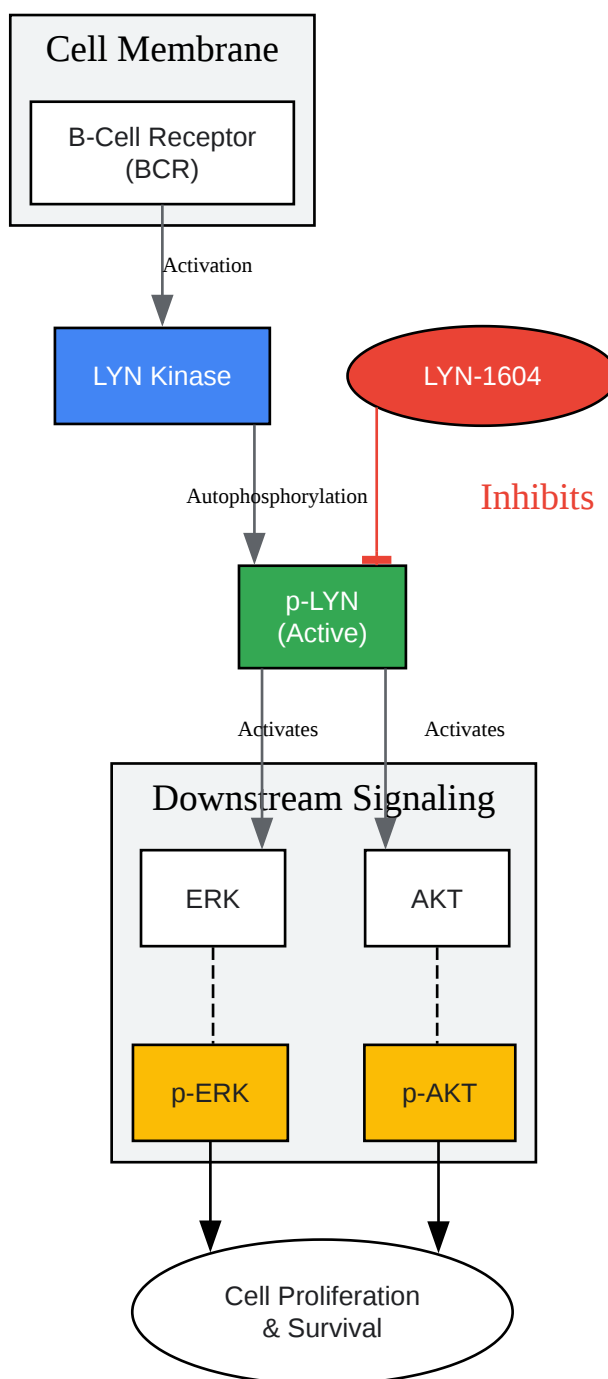 Cell Membrane
B-Cell Receptor
(BCR)
Activation
LYN Kinase
LYN-1604
Autophosphorylation
Inhibits
p-LYN
(Active)
Activates
Activates
Downstream Signaling
ERK
AKT
p-ERK
p-AKT
Cell Proliferation
& Survival